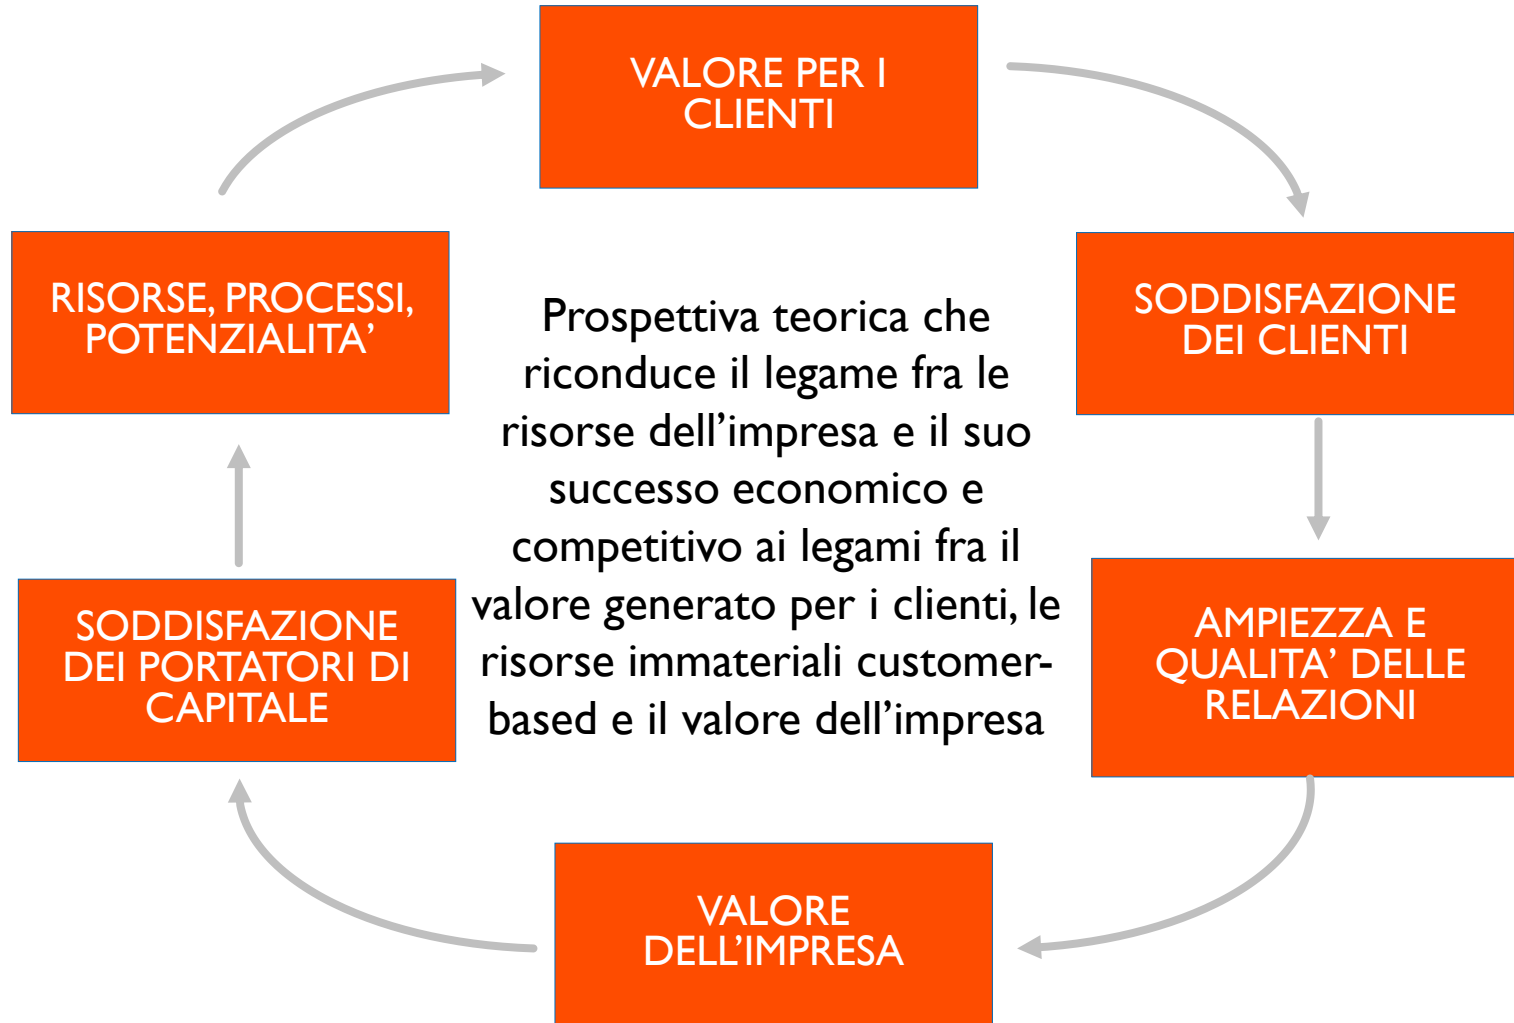 VALORE PER I
CLIENTI
SODDISFAZIONE
DEI CLIENTI
AMPIEZZA E
QUALITA’ DELLE
RELAZIONI
VALORE
DELL’IMPRESA
SODDISFAZIONE
DEI PORTATORI DI
CAPITALE
RISORSE, PROCESSI,
POTENZIALITA’
Prospettiva teorica che
riconduce il legame fra le
risorse dell’impresa e il suo
successo economico e
competitivo ai legami fra il
valore generato per i clienti, le
risorse immateriali customer-
based e il valore dell’impresa